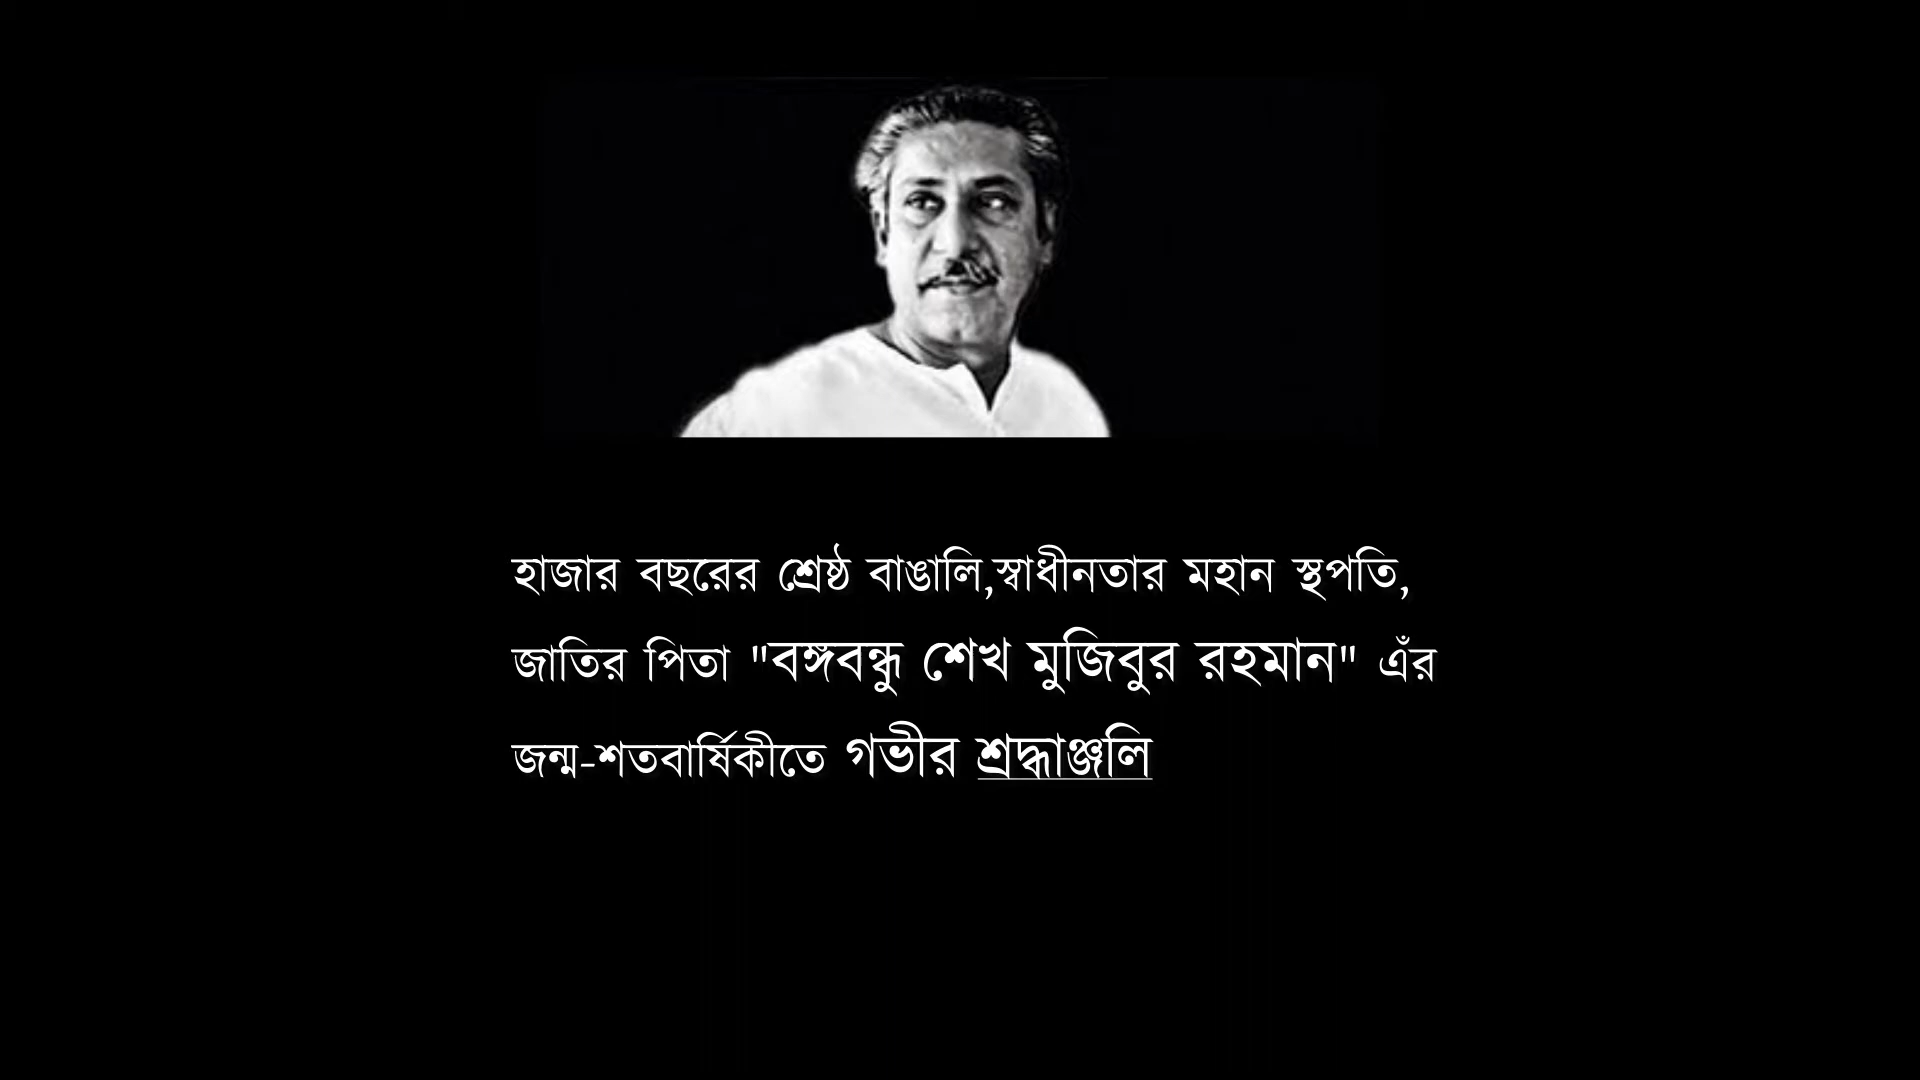 হাজার বছরের শ্রেষ্ঠ বাঙালি,স্বাধীনতার মহান স্থপতি,
জাতির পিতা "বঙ্গবন্ধু শেখ মুজিবুর রহমান" এঁর
জন্ম-শতবার্ষিকীতে গভীর শ্রদ্ধাঞ্জলি